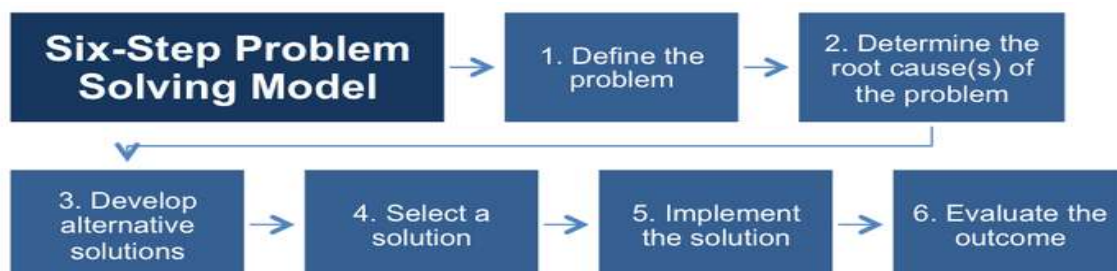 Six-Step Problem
Solving Model
1. Define the
problem
2. Determine the
root cause(s) of
the problem
3. Develop
alternative
solutions
4. Select a
solution
5. Implement
the solution
6. Evaluate the
outcome